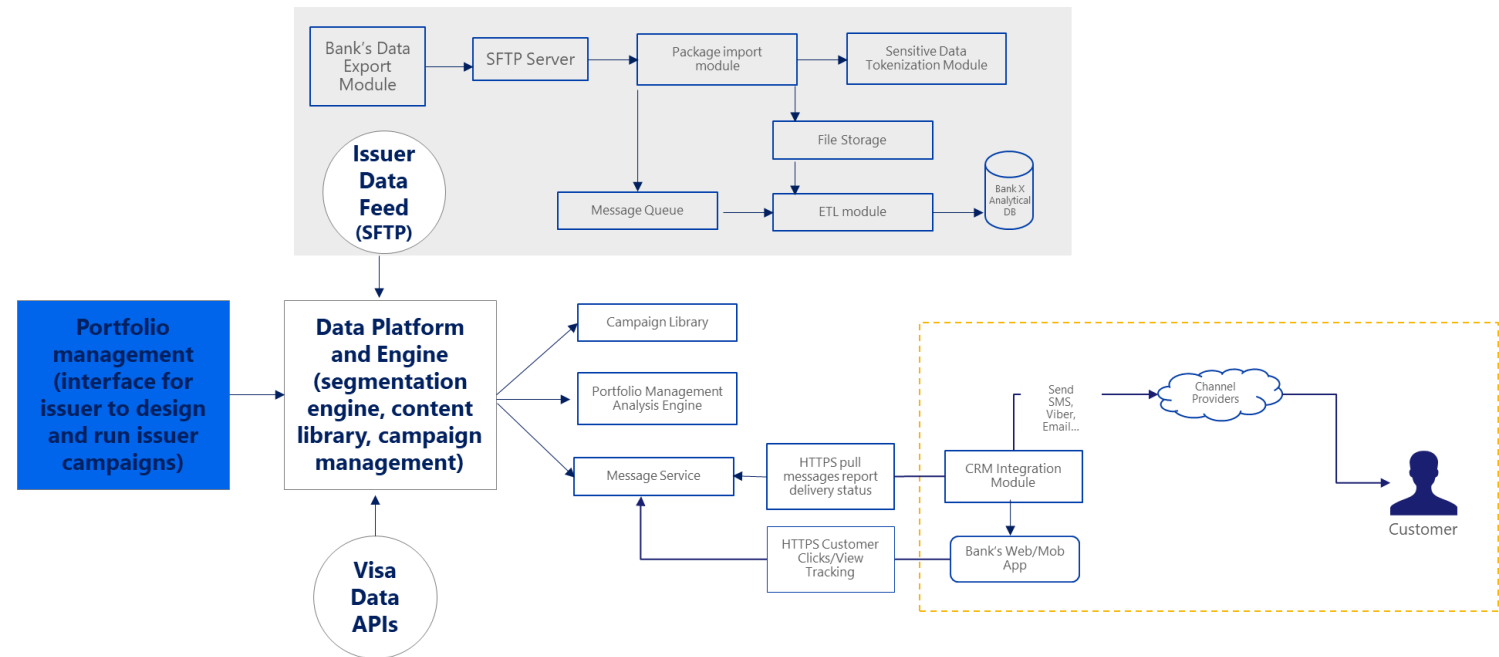 Bank's Data
Export
Module
SFTP Server
Package import
module
Sensitive Data
Tokenization Module
File Storage
Issuer
Data
Feed
(SFTP)
Message Queue
ETL module
Bank X
Analytical
DB
Portfolio
management
(interface for
issuer to design
and run issuer
campaigns)
Data Platform
and Engine
(segmentation
engine, content
library, campaign
management)
Campaign Library
Portfolio Management
Analysis Engine
Message Service
HTTPS pull
messages report
delivery status
HTTPS Customer
Clicks/View
Tracking
CRM Integration
Module
Bank's Web/Mob
App
Send
SMS,
Viber,
Email...
Channel
Providers
Customer
Visa
Data
APIs